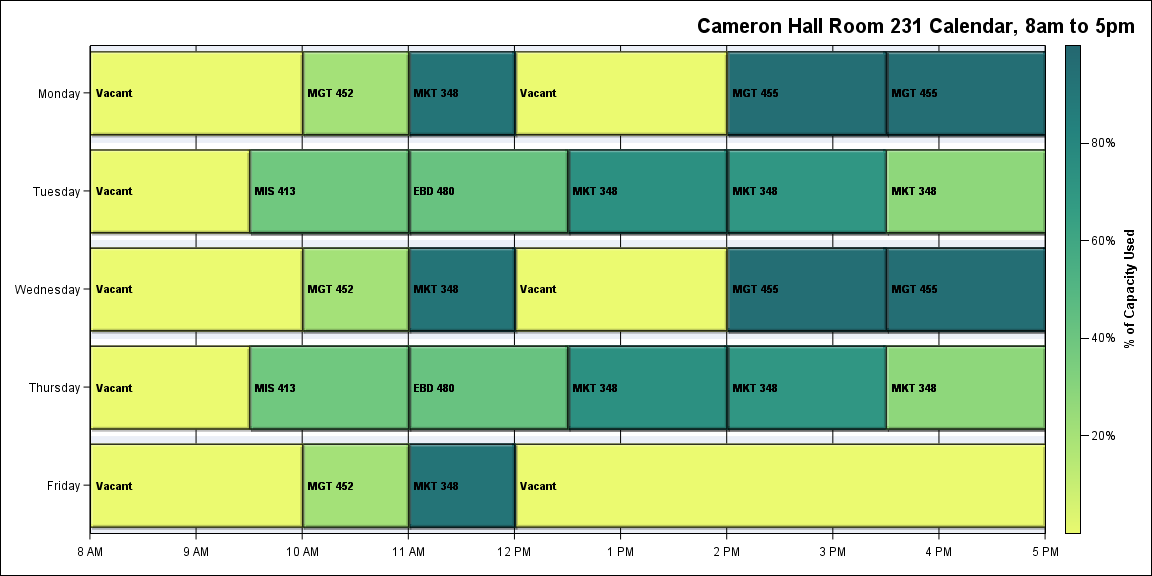 Cameron Hall Room 231 Calendar, 8am to 5pm
Monday Vacant MGT 452 MKT 348 Vacant MGT 455 MGT 455
80%
Tuesday Vacant MIS 413 EBD 480 MKT 348 MKT 348 MKT 348
60%
Wednesday Vacant MGT 452 MKT 348 Vacant MGT 455 MGT 455
% of Capacity Used
40%
Thursday Vacant MIS 413 EBD 480 MKT 348 MKT 348 MKT 348
20%
Friday Vacant MGT 452 MKT 348 Vacant
8 AM 9 AM 10 AM 11 AM 12 PM 1 PM 2 PM 3 PM 4 PM 5 PM